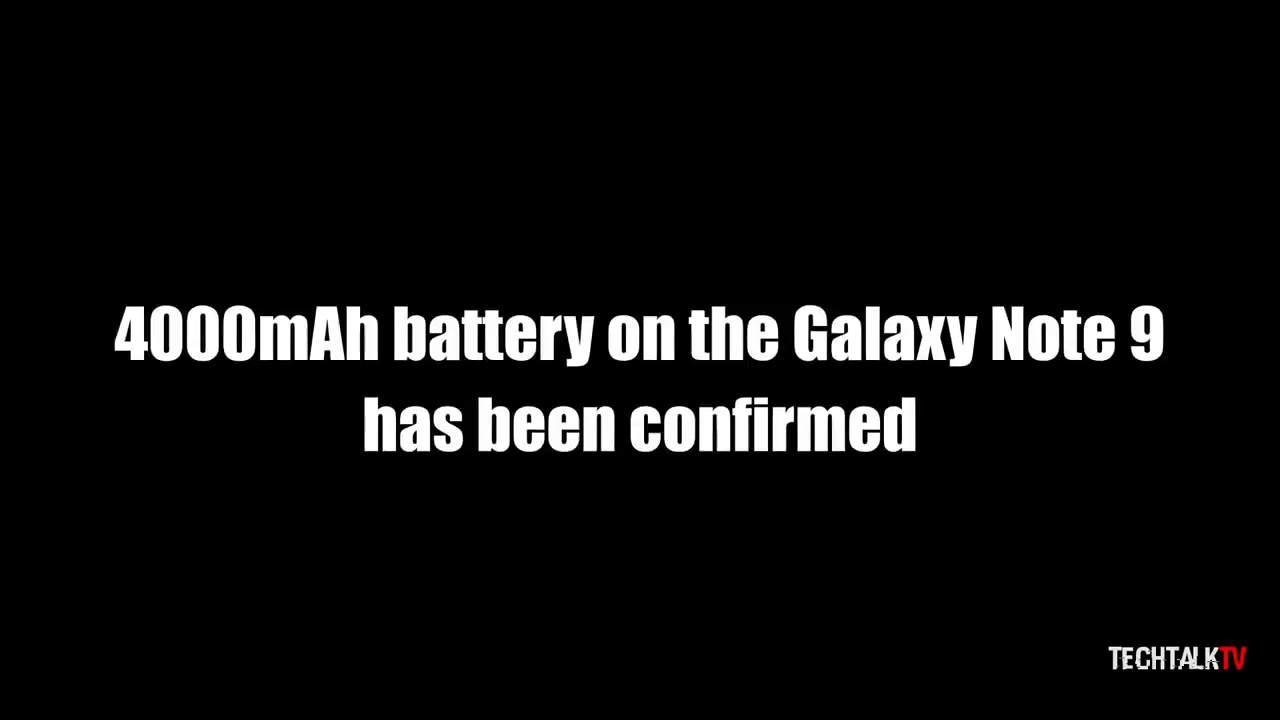 4000mAh battery on the Galaxy Note 9
has been confirmed
TECHTALKTV